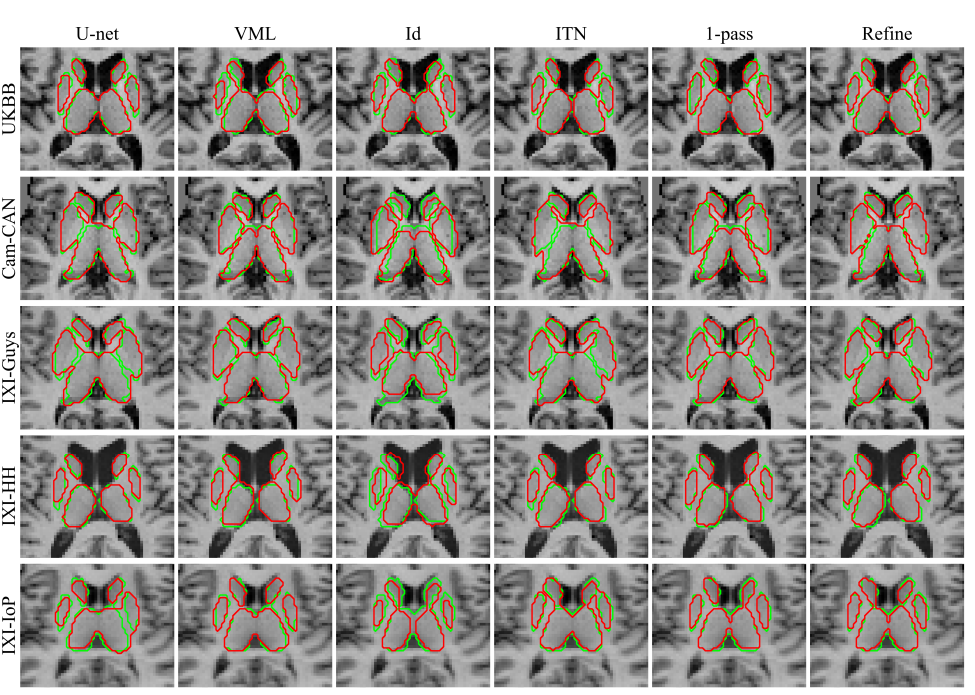 U-net VML Id ITN 1-pass Refine
UKBB
Cam-CAN
IXI-Guys
IXI-HH
IXI-IoP